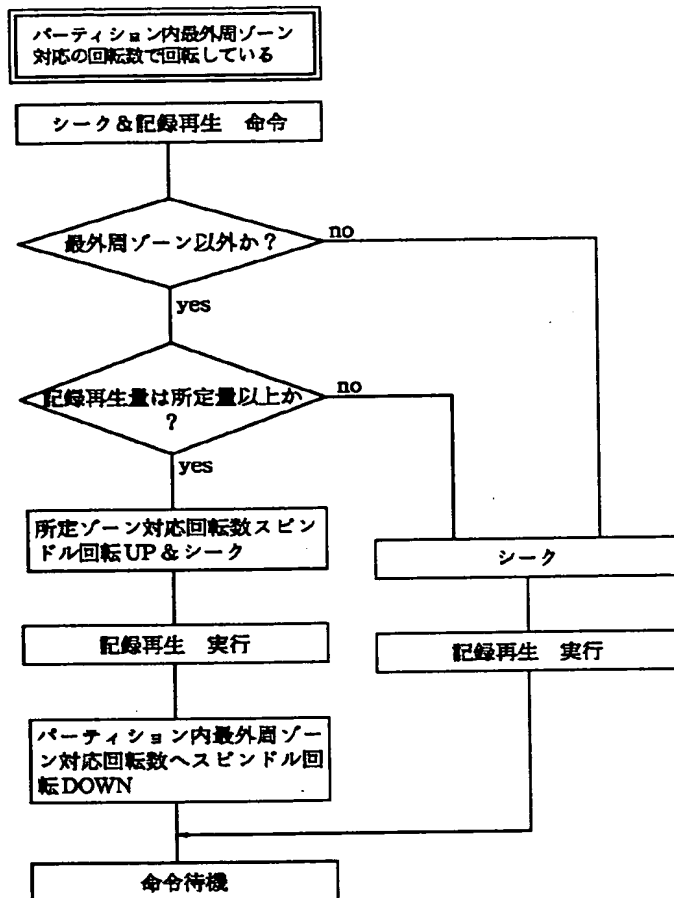 パーティション内最外周ゾーン
対応の回転数で回転している
シーク&記録再生 命令
最外周ゾーン以外か?
no
yes
記録再生量は所定量以上か
?
no
yes
所定ゾーン対応回転数スピン
ドル回転UP&シーク
シーク
記録再生 実行
記録再生 実行
パーティション内最外周ゾー
ン対応回転数へスピンドル回
転DOWN
命令待機